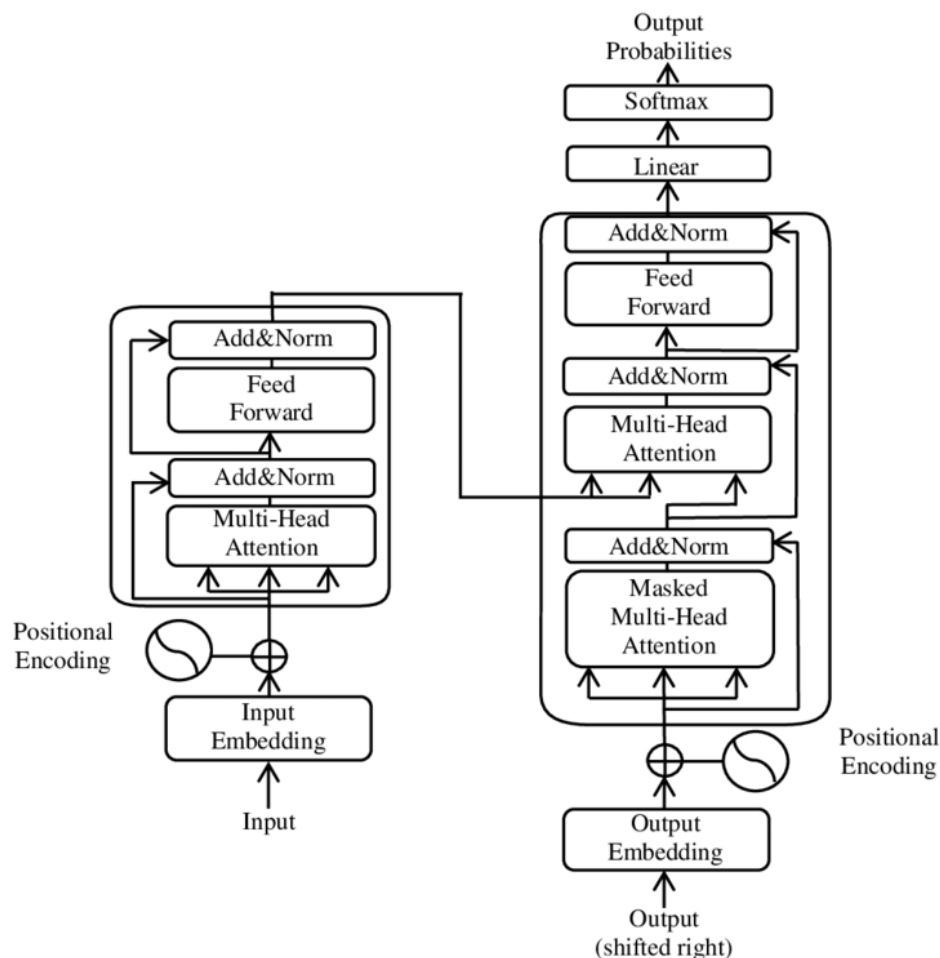 Output
Probabilities
Softmax
Linear
Add&Norm
Feed
Forward
Add&Norm
Multi-Head
Attention
Add&Norm
Masked
Multi-Head
Attention
Positional
Encoding
Output
Embedding
Output
(shifted right)
Add&Norm
Feed
Forward
Add&Norm
Multi-Head
Attention
Positional
Encoding
Input
Embedding
Input